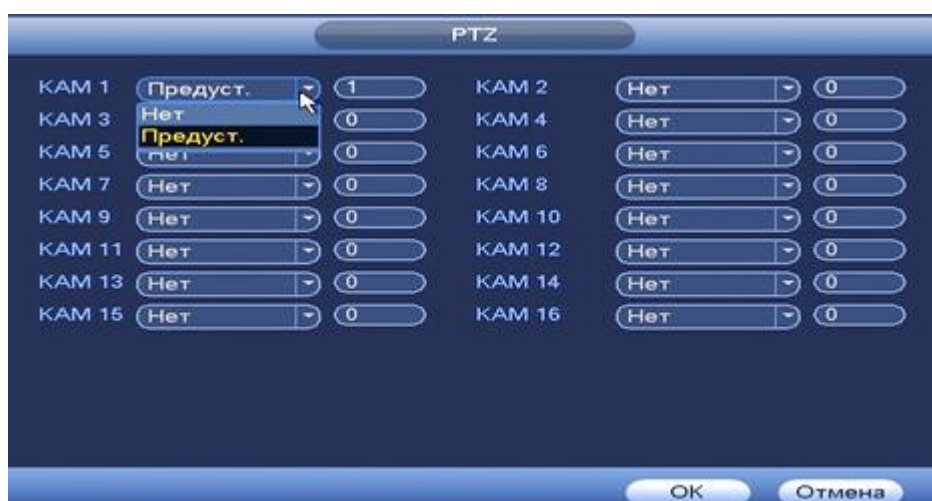 PTZ
КАМ 1 Предуст. 1 КАМ 2 Нет 0
Нет
КАМ 3 0 КАМ 4 Нет 0
Предуст.
КАМ 5 Нет 0 КАМ 6 Нет 0
КАМ 7 Нет 0 КАМ 8 Нет 0
КАМ 9 Нет 0 КАМ 10 Нет 0
КАМ 11 Нет 0 КАМ 12 Нет 0
КАМ 13 Нет 0 КАМ 14 Нет 0
КАМ 15 Нет 0 КАМ 16 Нет 0
OK Отмена